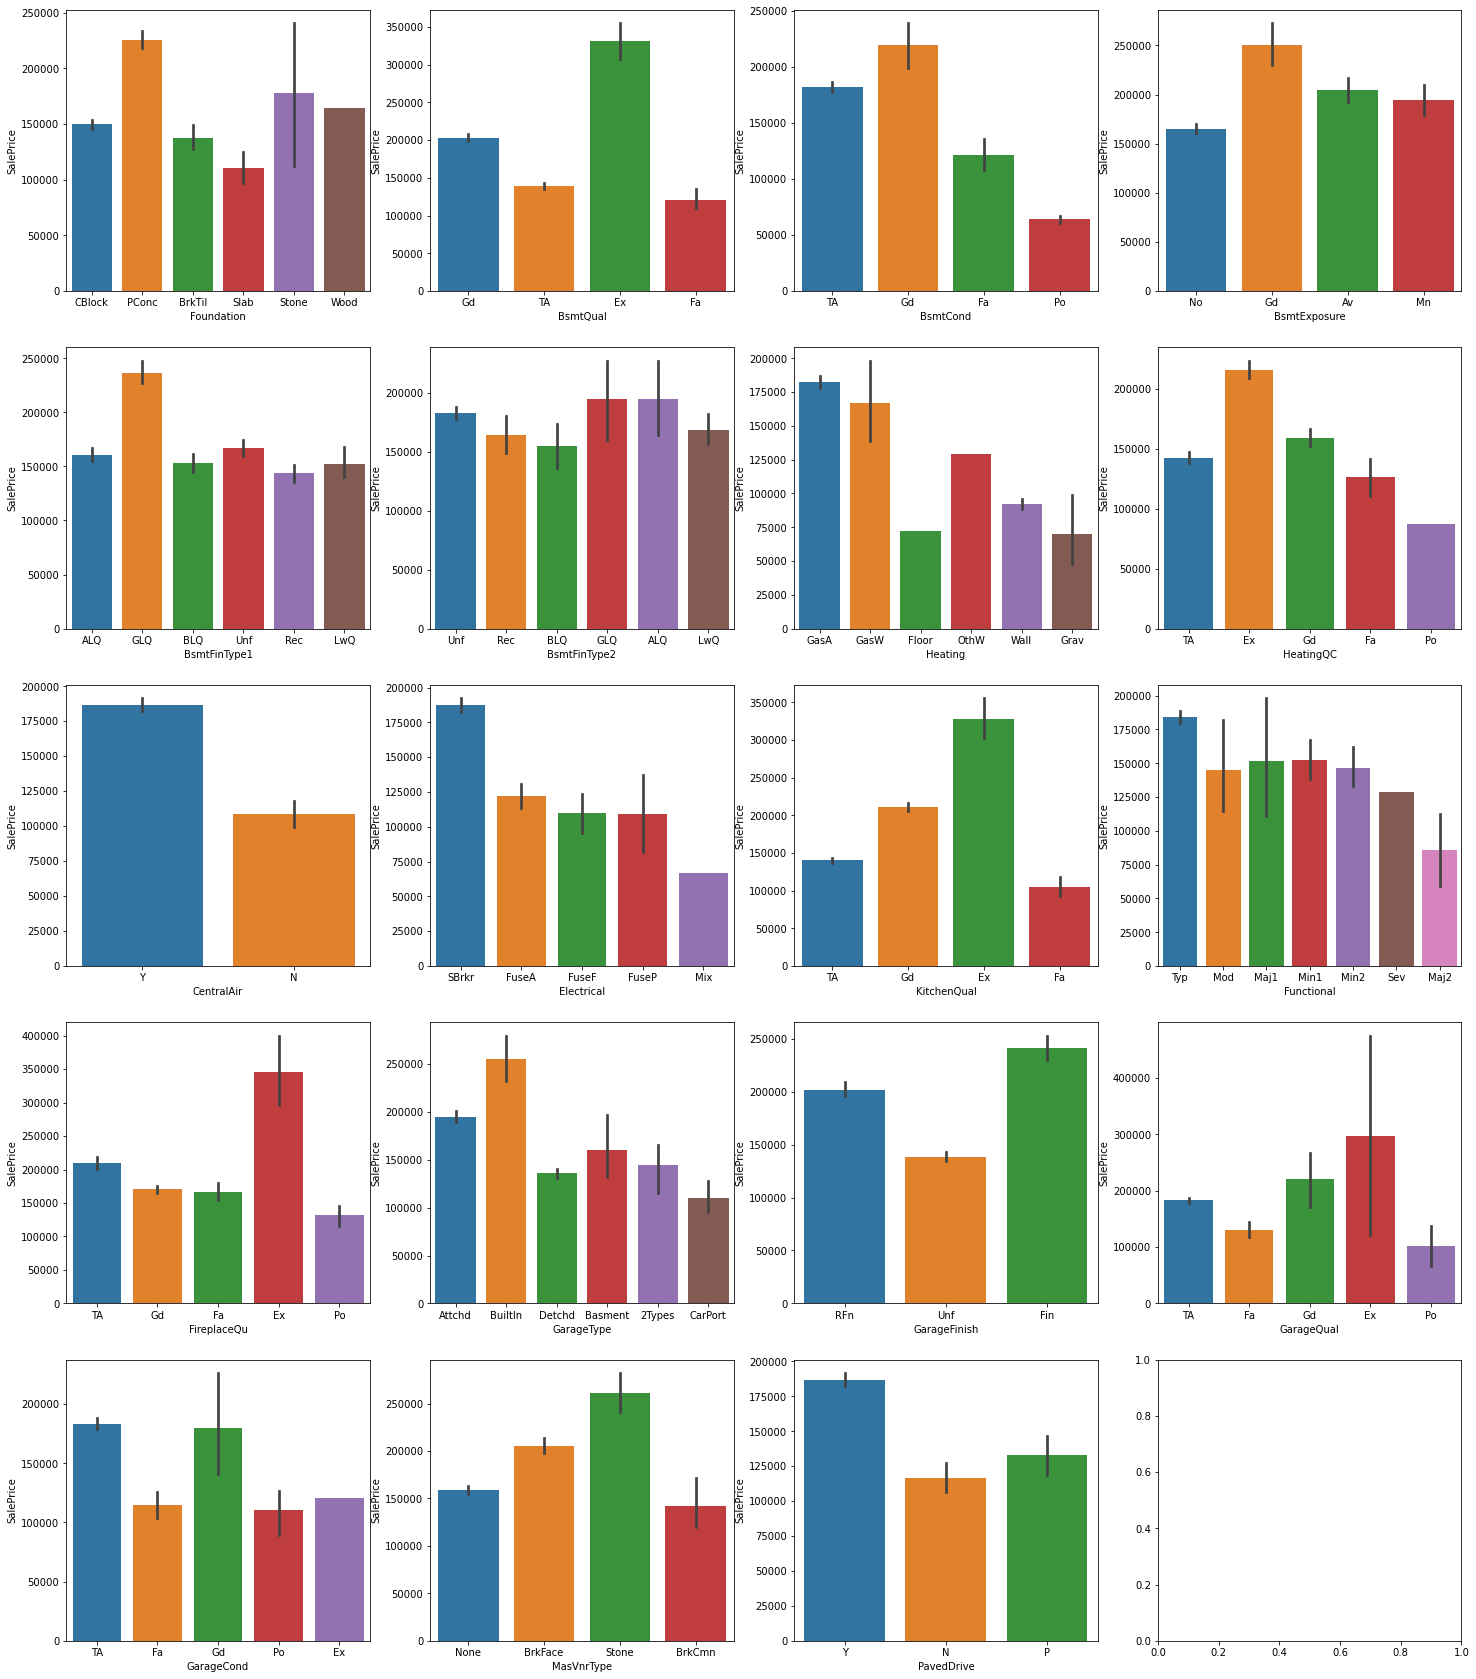 SalePrice
250000
200000
150000
100000
50000
0
CBlock PConc BrkTil Slab Stone Wood
Foundation
SalePrice
350000
300000
250000
200000
150000
100000
50000
0
Gd TA Ex Fa
BsmtQual
SalePrice
250000
200000
150000
100000
50000
0
TA Gd Fa Po
BsmtCond
SalePrice
250000
200000
150000
100000
50000
0
No Gd Av Mn
BsmtExposure
SalePrice
250000
200000
150000
100000
50000
0
ALQ GLQ BLQ Unf Rec LwQ
BsmtFinType1
SalePrice
200000
150000
100000
50000
0
Unf Rec BLQ GLQ ALQ LwQ
BsmtFinType2
SalePrice
200000
175000
150000
125000
100000
75000
50000
25000
0
GasA GasW Floor OthW Wall Grav
Heating
SalePrice
200000
150000
100000
50000
0
TA Ex Gd Fa Po
HeatingQC
SalePrice
200000
175000
150000
125000
100000
75000
50000
25000
0
Y N
CentralAir
SalePrice
200000
175000
150000
125000
100000
75000
50000
25000
0
SBrkr FuseA FuseF FuseP Mix
Electrical
SalePrice
350000
300000
250000
200000
150000
100000
50000
0
TA Gd Ex Fa
KitchenQual
SalePrice
200000
175000
150000
125000
100000
75000
50000
25000
0
Typ Mod Maj1 Min1 Min2 Sev Maj2
Functional
SalePrice
400000
350000
300000
250000
200000
150000
100000
50000
0
TA Gd Fa Ex Po
FireplaceQu
SalePrice
250000
200000
150000
100000
50000
0
Attchd BuiltIn Detchd Basment 2Types CarPort
GarageType
SalePrice
250000
200000
150000
100000
50000
0
RFn Unf Fin
GarageFinish
SalePrice
400000
300000
200000
100000
0
TA Fa Gd Ex Po
GarageQual
SalePrice
200000
175000
150000
125000
100000
75000
50000
25000
0
TA Fa Gd Po Ex
GarageCond
SalePrice
250000
200000
150000
100000
50000
0
None BrkFace Stone BrkCmn
MasVnrType
SalePrice
200000
175000
150000
125000
100000
75000
50000
25000
0
Y N P
PavedDrive
1.0
0.8
0.6
0.4
0.2
0.0
0.0 0.2 0.4 0.6 0.8 1.0